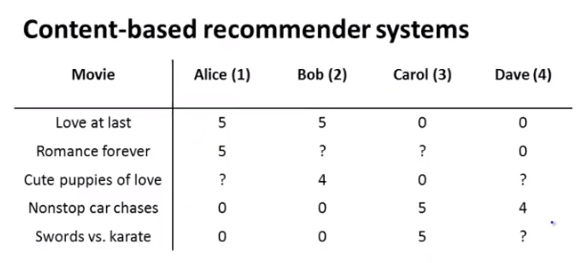 Content-based recommender systems
Movie Alice (1) Bob (2) Carol (3) Dave (4)
Love at last 5 5 0 0
Romance forever 5 ? ? 0
Cute puppies of love ? 4 0 ?
Nonstop car chases 0 0 5 4
Swords vs. karate 0 0 5 ?